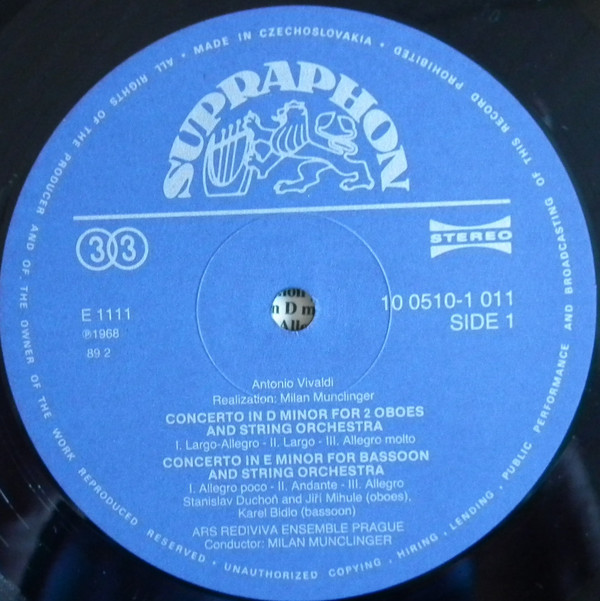 ALL RIGHTS OF THE PRODUCER AND OF THE OWNER OF THE WORK REPRODUCED RESERVED · UNAUTHORIZED COPYING, HIRING, LENDING, PUBLIC PERFORMANCE AND BROADCASTING OF THIS RECORD PROHIBITED · MADE IN CZECHOSLOVAKIA ·
SUPRAPHON
33
STEREO
E 1111
10 0510-1 011
℗1968
SIDE 1
89 2
n D m
Alle
Antonio Vivaldi
Realization: Milan Munclinger
CONCERTO IN D MINOR FOR 2 OBOES
AND STRING ORCHESTRA
I. Largo-Allegro - II. Largo - III. Allegro molto
CONCERTO IN E MINOR FOR BASSOON
AND STRING ORCHESTRA
I. Allegro poco - II. Andante - III. Allegro
Stanislav Duchoň and Jiří Mihule (oboes),
Karel Bidlo (bassoon)
ARS REDIVIVA ENSEMBLE PRAGUE
Conductor: MILAN MUNCLINGER